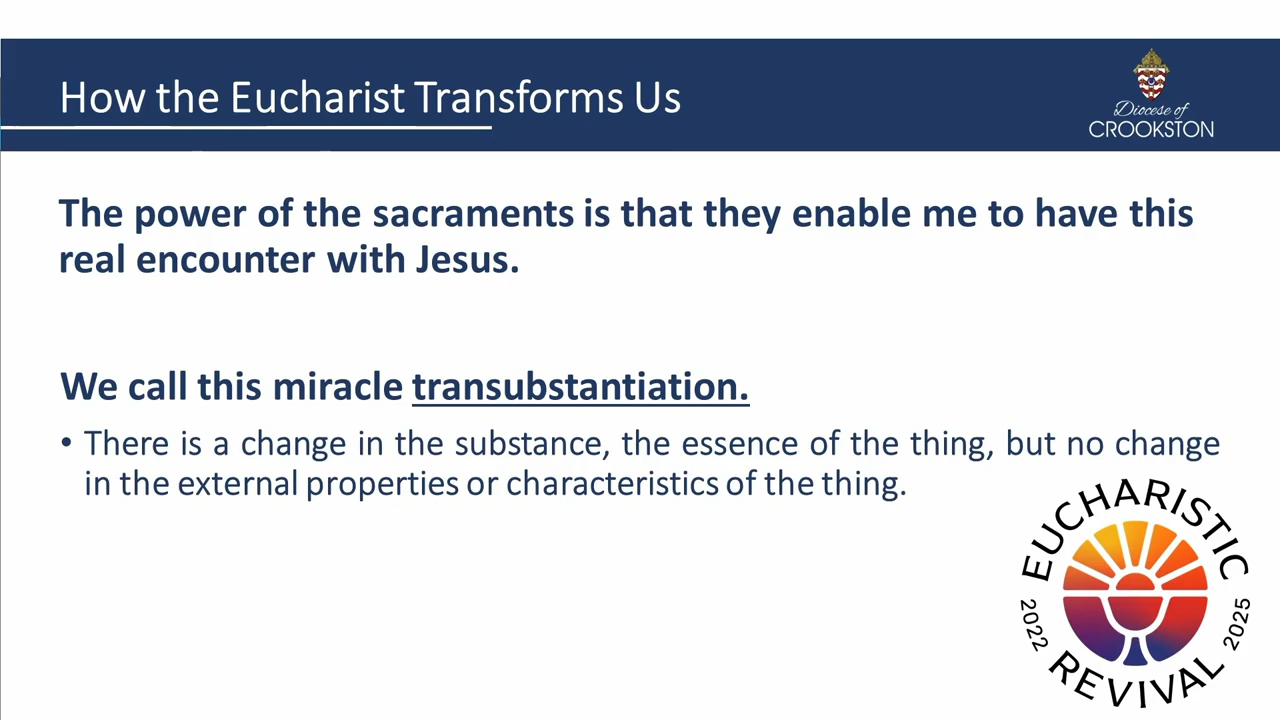 How the Eucharist Transforms Us
Diocese of
CROOKSTON
The power of the sacraments is that they enable me to have this
real encounter with Jesus.
We call this miracle transubstantiation.
• There is a change in the substance, the essence of the thing, but no change
in the external properties or characteristics of the thing.
EUCHARISTIC
2022
2025
REVIVAL